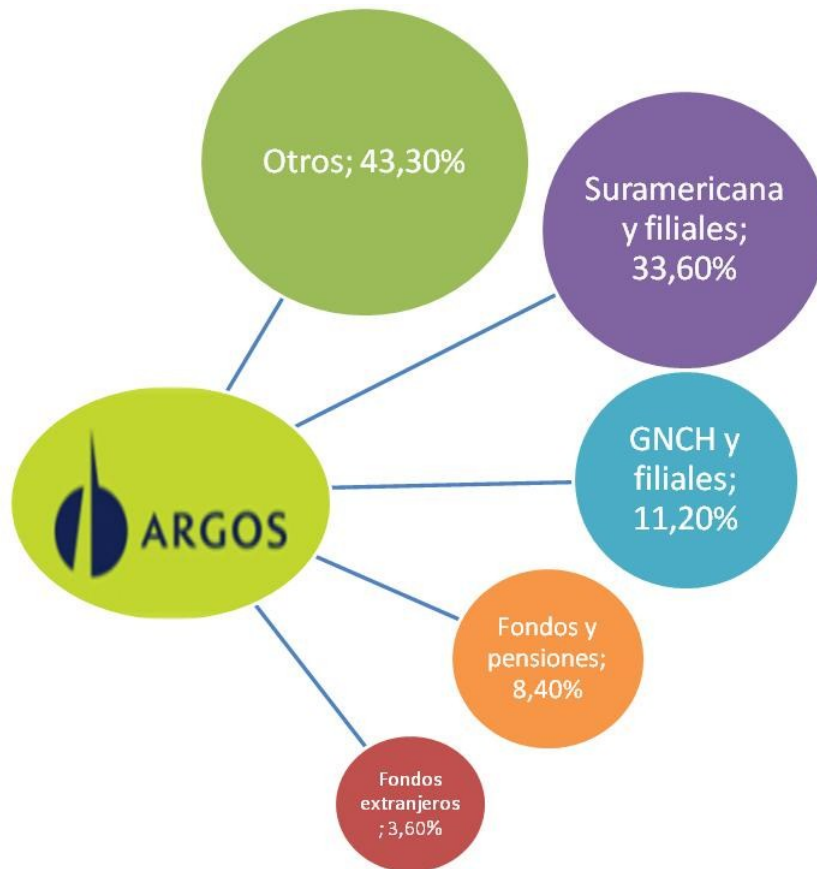 Otros; 43,30%
Suramericana
y filiales;
33,60%
GNCH y
filiales;
11,20%
ARGOS
Fondos y
pensiones;
8,40%
Fondos
extranjeros
; 3,60%